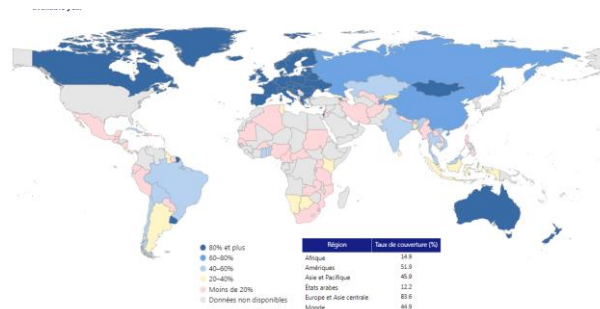 80% et plus
60–80%
40–60%
20–40%
Moins de 20%
Données non disponibles
Région Taux de couverture (%)
Afrique 14.9
Amériques 51.9
Asie et Pacifique 45.9
États arabes 12.2
Europe et Asie centrale 83.6
Monde 44.9